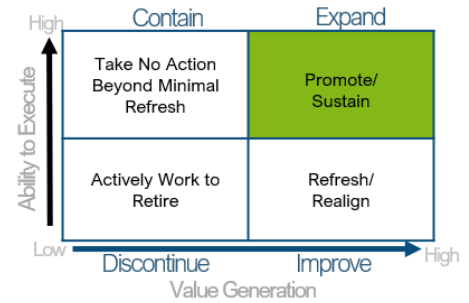 High
Contain
Expand
Take No Action
Beyond Minimal
Refresh
Promote/
Sustain
Ability to Execute
Actively Work to
Retire
Refresh/
Realign
Low
High
Discontinue
Improve
Value Generation